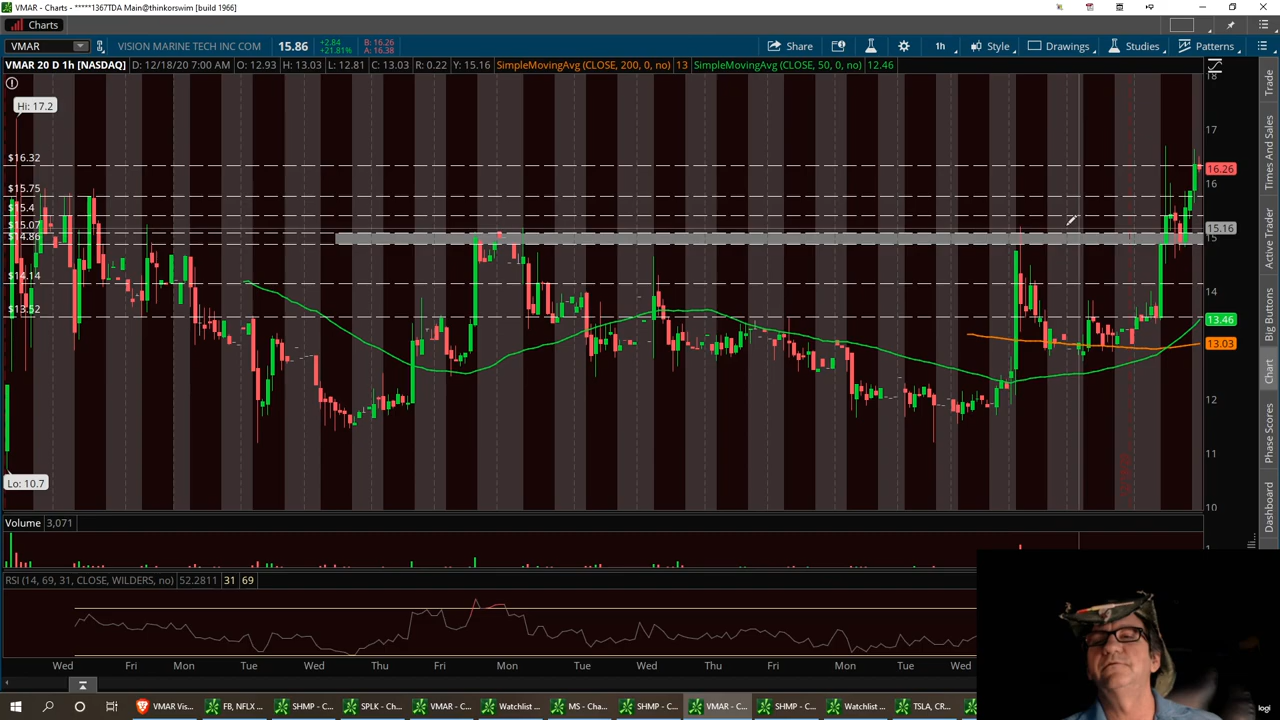 VMAR - Charts - *****1367TDA Main@thinkorswim [build 1966]
Charts
VMAR VISION MARINE TECH INC COM 15.86 +2.84 +21.81% B: 16.26 A: 16.38 Share 1h Style Drawings Studies Patterns
VMAR 20 D 1h [NASDAQ] D: 12/18/20 7:00 AM O: 12.93 H: 13.03 L: 12.81 C: 13.03 R: 0.22 Y: 15.16 SimpleMovingAvg (CLOSE, 200, 0, no) 13 SimpleMovingAvg (CLOSE, 50, 0, no) 12.46
18
Hi: 17.2
17
$16.32
16.26
16
$15.75
$15.4
$15.07
15.16
$14.86
15
$14.14
14
$13.52
13.46
13.03
12
11
Lo: 10.7
10
Volume 3,071
RSI (14, 69, 31, CLOSE, WILDERS, no) 52.2811 31 69
Wed Fri Mon Tue Wed Thu Fri Mon Tue Wed Thu Fri Mon Tue Wed
Trade
Times And Sales
Active Trader
Big Buttons
Chart
Phase Scores
Dashboard
VMAR Vis... FB, NFLX ... SHMP - C... SPLK - Cha... VMAR - C... Watchlist ... MS - Cha... SHMP - C... VMAR - C... SHMP - C... Watchlist ... TSLA, CR...
logi